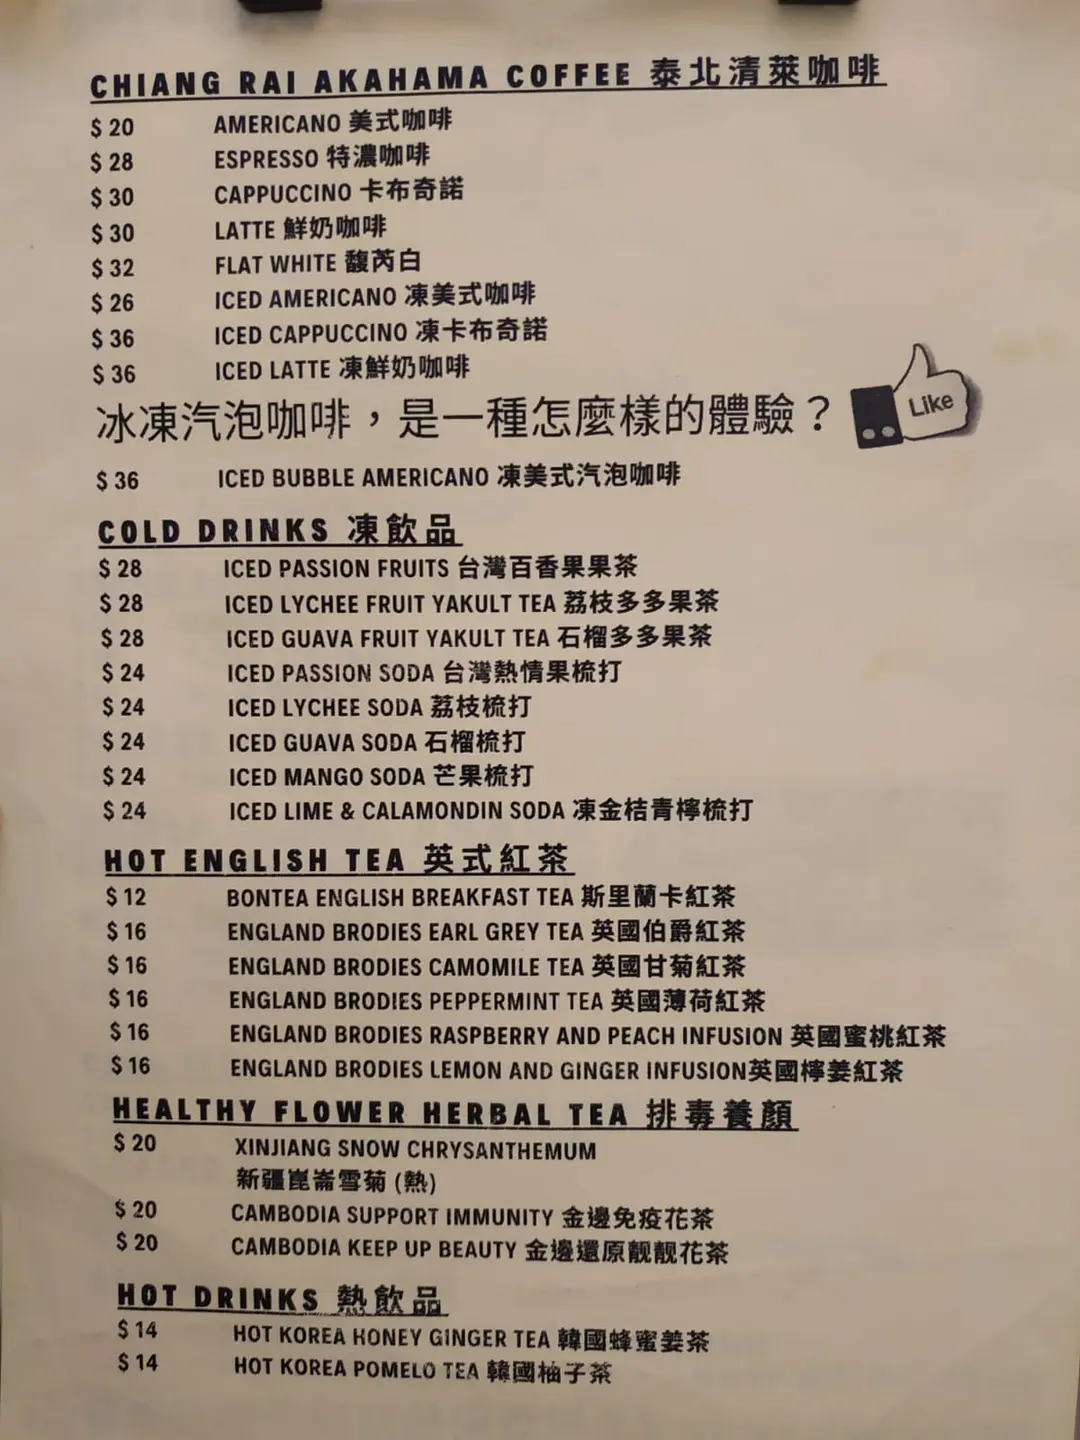 CHIANG RAI AKAHAMA COFFEE 泰北清萊咖啡
$ 20 AMERICANO 美式咖啡
$ 28 ESPRESSO 特濃咖啡
$ 30 CAPPUCCINO 卡布奇諾
$ 30 LATTE 鮮奶咖啡
$ 32 FLAT WHITE 馥芮白
$ 26 ICED AMERICANO 凍美式咖啡
$ 36 ICED CAPPUCCINO 凍卡布奇諾
$ 36 ICED LATTE 凍鮮奶咖啡
冰凍汽泡咖啡，是一種怎麼樣的體驗？ Like
$ 36 ICED BUBBLE AMERICANO 凍美式汽泡咖啡
COLD DRINKS 凍飲品
$ 28 ICED PASSION FRUITS 台灣百香果果茶
$ 28 ICED LYCHEE FRUIT YAKULT TEA 荔枝多多果茶
$ 28 ICED GUAVA FRUIT YAKULT TEA 石榴多多果茶
$ 24 ICED PASSION SODA 台灣熱情果梳打
$ 24 ICED LYCHEE SODA 荔枝梳打
$ 24 ICED GUAVA SODA 石榴梳打
$ 24 ICED MANGO SODA 芒果梳打
$ 24 ICED LIME & CALAMONDIN SODA 凍金桔青檸梳打
HOT ENGLISH TEA 英式紅茶
$ 12 BONTEA ENGLISH BREAKFAST TEA 斯里蘭卡紅茶
$ 16 ENGLAND BRODIES EARL GREY TEA 英國伯爵紅茶
$ 16 ENGLAND BRODIES CAMOMILE TEA 英國甘菊紅茶
$ 16 ENGLAND BRODIES PEPPERMINT TEA 英國薄荷紅茶
$ 16 ENGLAND BRODIES RASPBERRY AND PEACH INFUSION 英國蜜桃紅茶
$ 16 ENGLAND BRODIES LEMON AND GINGER INFUSION英國檸姜紅茶
HEALTHY FLOWER HERBAL TEA 排毒養顏
$ 20 XINJIANG SNOW CHRYSANTHEMUM
新疆崑崙雪菊 (熱)
$ 20 CAMBODIA SUPPORT IMMUNITY 金邊免疫花茶
$ 20 CAMBODIA KEEP UP BEAUTY 金邊還原靚靚花茶
HOT DRINKS 熱飲品
$ 14 HOT KOREA HONEY GINGER TEA 韓國蜂蜜姜茶
$ 14 HOT KOREA POMELO TEA 韓國柚子茶